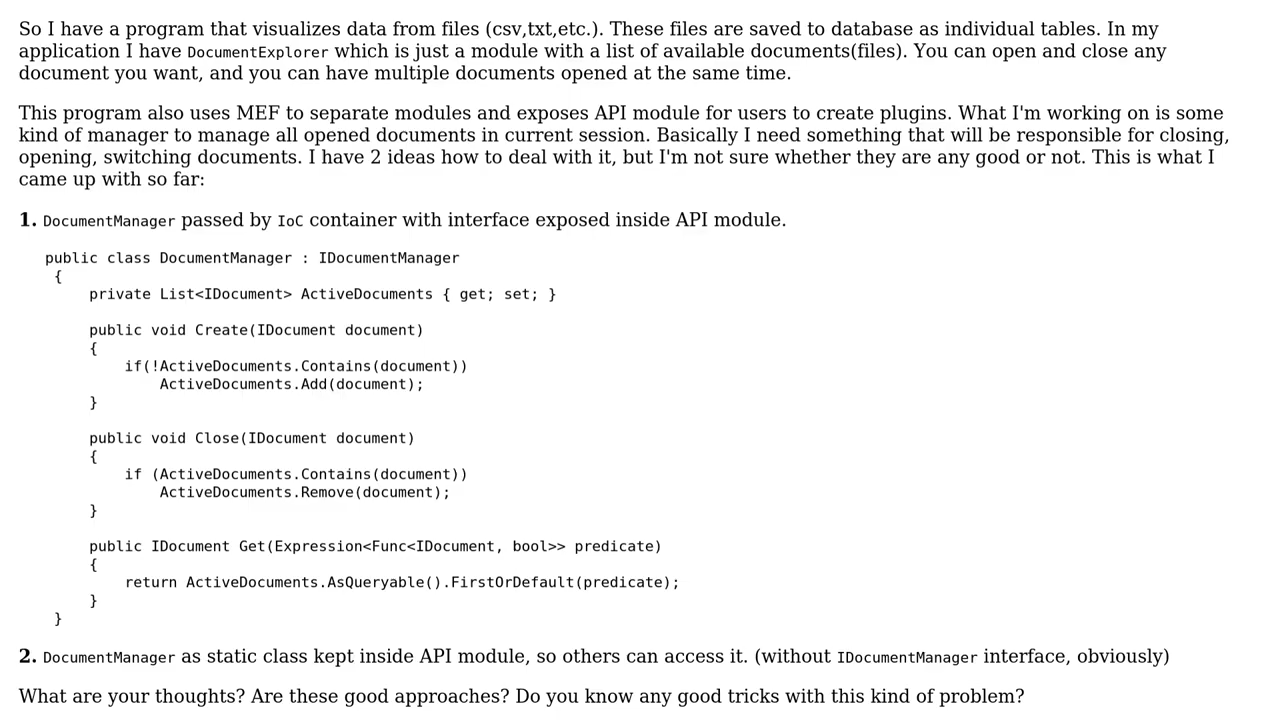 So I have a program that visualizes data from files (csv,txt,etc.). These files are saved to database as individual tables. In my
application I have DocumentExplorer which is just a module with a list of available documents(files). You can open and close any
document you want, and you can have multiple documents opened at the same time.
This program also uses MEF to separate modules and exposes API module for users to create plugins. What I'm working on is some
kind of manager to manage all opened documents in current session. Basically I need something that will be responsible for closing,
opening, switching documents. I have 2 ideas how to deal with it, but I'm not sure whether they are any good or not. This is what I
came up with so far:
1. DocumentManager passed by IoC container with interface exposed inside API module.
public class DocumentManager : IDocumentManager
{
private List<IDocument> ActiveDocuments { get; set; }
public void Create(IDocument document)
{
if(!ActiveDocuments.Contains(document))
ActiveDocuments.Add(document);
}
public void Close(IDocument document)
{
if (ActiveDocuments.Contains(document))
ActiveDocuments.Remove(document);
}
public IDocument Get(Expression<Func<IDocument, bool>> predicate)
{
return ActiveDocuments.AsQueryable().FirstOrDefault(predicate);
}
}
2. DocumentManager as static class kept inside API module, so others can access it. (without IDocumentManager interface, obviously)
What are your thoughts? Are these good approaches? Do you know any good tricks with this kind of problem?